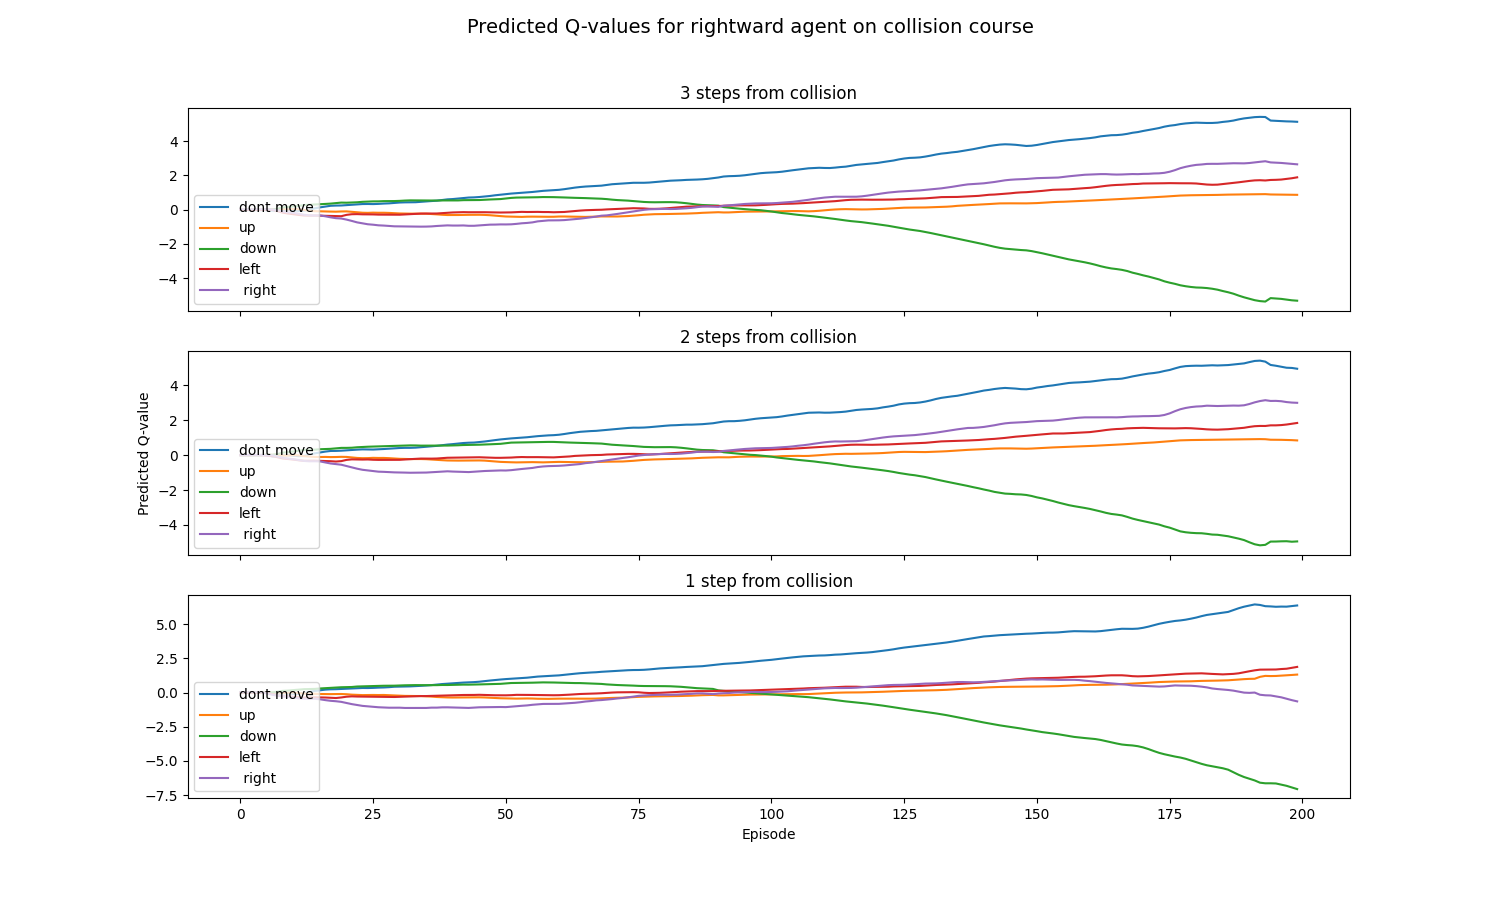 Predicted Q-values for rightward agent on collision course
3 steps from collision
4
2
0
−2
−4
dont move
up
down
left
right
2 steps from collision
Predicted Q-value
4
2
0
−2
−4
dont move
up
down
left
right
1 step from collision
5.0
2.5
0.0
−2.5
−5.0
−7.5
dont move
up
down
left
right
0 25 50 75 100 125 150 175 200
Episode